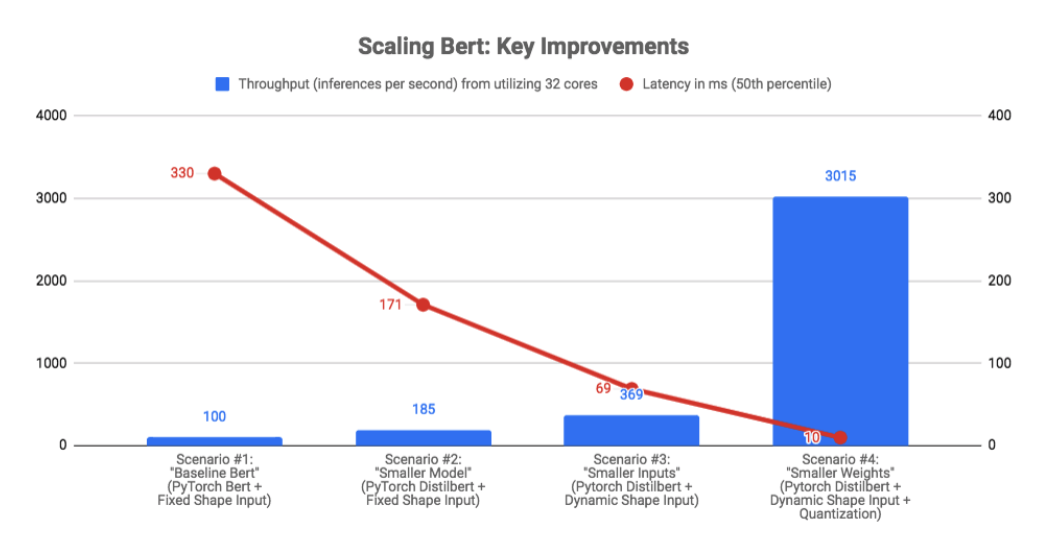 Scaling Bert: Key Improvements
Throughput (inferences per second) from utilizing 32 cores
Latency in ms (50th percentile)
4000
400
330
3015
3000
300
171
2000
200
1000
100
69
369
185
100
10
0
0
Scenario #1:
"Baseline Bert"
(PyTorch Bert +
Fixed Shape Input)
Scenario #2:
"Smaller Model"
(PyTorch Distilbert +
Fixed Shape Input)
Scenario #3:
"Smaller Inputs"
(Pytorch Distilbert +
Dynamic Shape Input)
Scenario #4:
"Smaller Weights"
(Pytorch Distilbert +
Dynamic Shape Input +
Quantization)